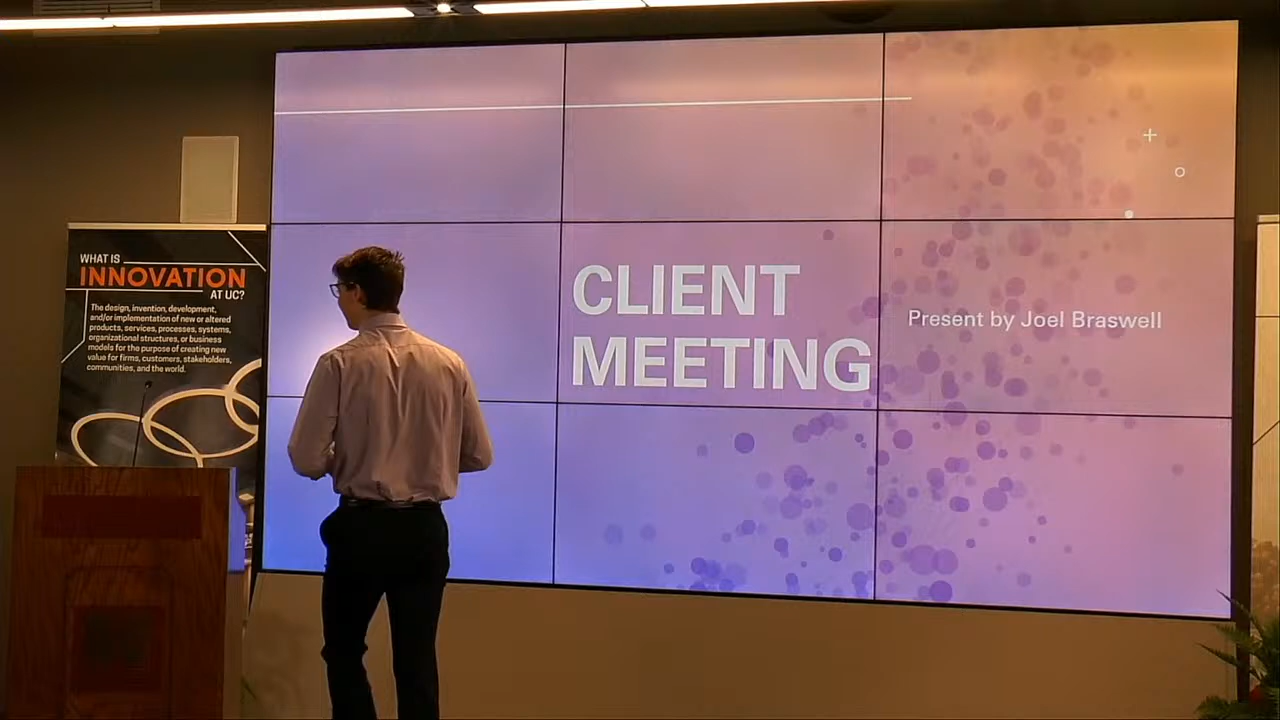 WHAT IS
INNOVATION
AT UC?
The design, invention, development,
and/or implementation of new or altered
products, services, processes, systems,
organizational structures, or business
models for the purpose of creating new
value for firms, customers, stakeholders,
communities, and the world.
CLIENT
MEETING
Present by Joel Braswell